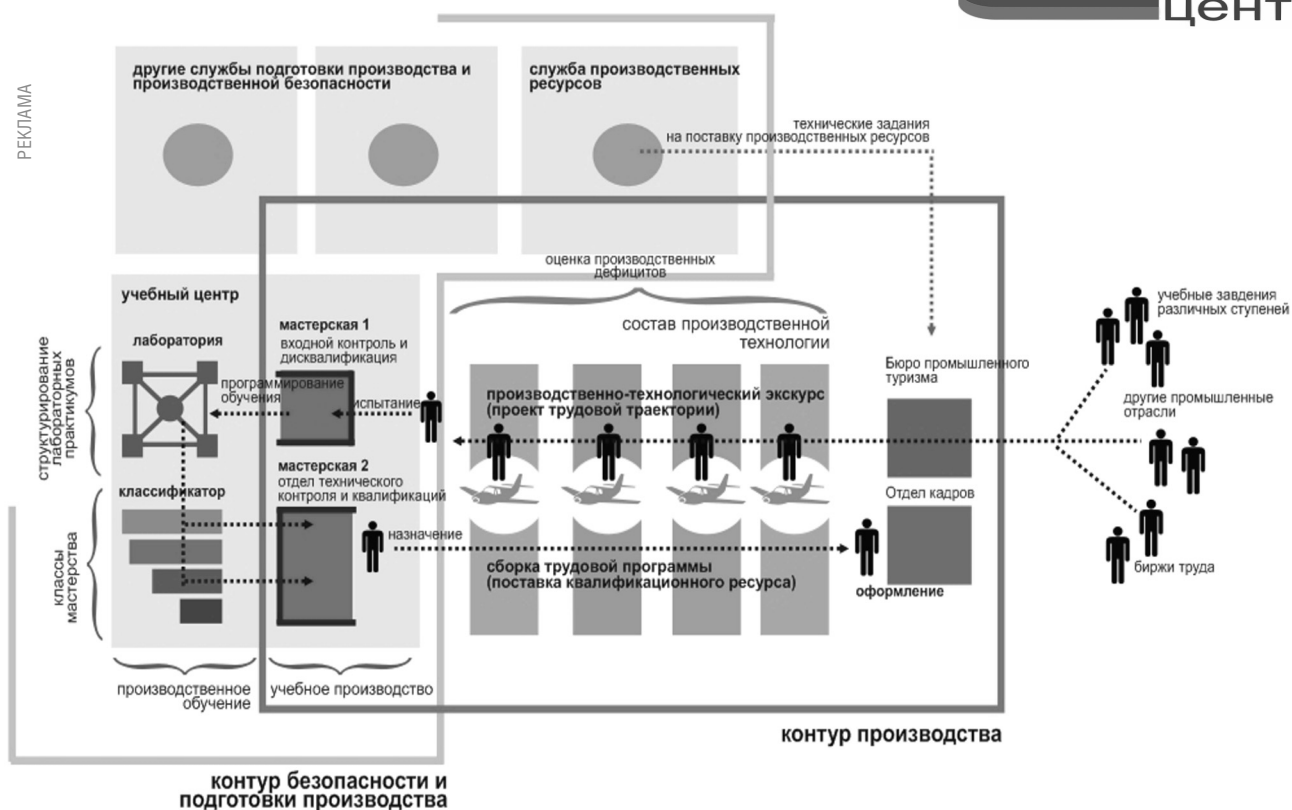 цент
РЕКЛАМА
другие службы подготовки производства и
производственной безопасности
служба производственных
ресурсов
технические задания
на поставку производственных ресурсов
оценка производственных
дефицитов
учебный центр
лаборатория
мастерская 1
входной контроль и
дисквалификация
состав производственной
технологии
учебные завдения
различных ступеней
структурирование
лабораторных
практикумов
программирование
обучения
испытание
производственно-технологический экскурс
(проект трудовой траектории)
Бюро промышленного
туризма
другие промышленные
отрасли
мастерская 2
отдел технического
контроля и квалификаций
классификатор
Отдел кадров
классы
мастерства
назначение
сборка трудовой программы
(поставка квалификационного ресурса)
оформление
биржи труда
производственное
обучение
учебное производство
контур производства
контур безопасности и
подготовки производства